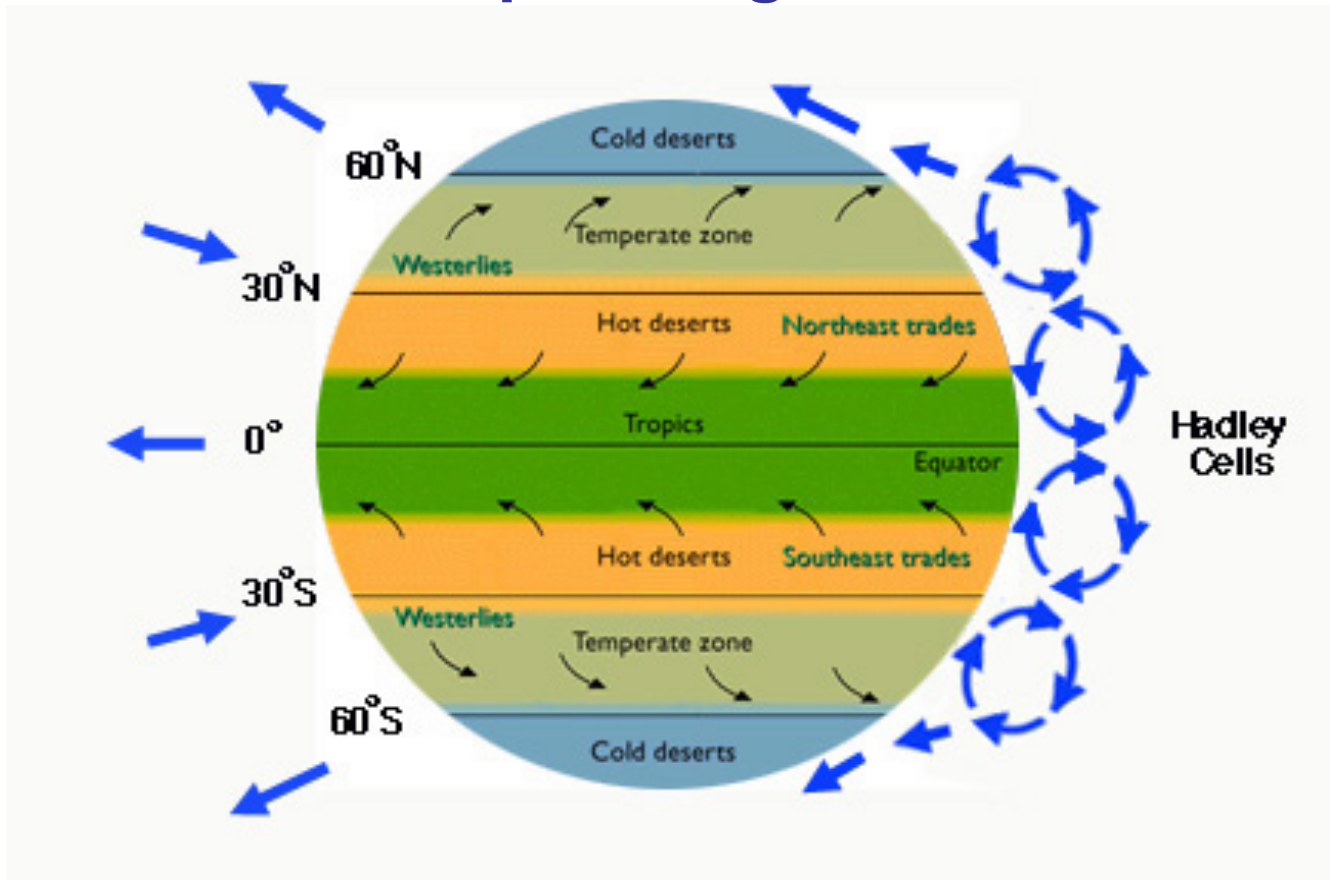 Cold deserts
60°N
Temperate zone
Westerlies
30°N
Hot deserts
Northeast trades
Tropics
0°
Equator
Hadley
Cells
Hot deserts
Southeast trades
30°S
Westerlies
Temperate zone
60°S
Cold deserts